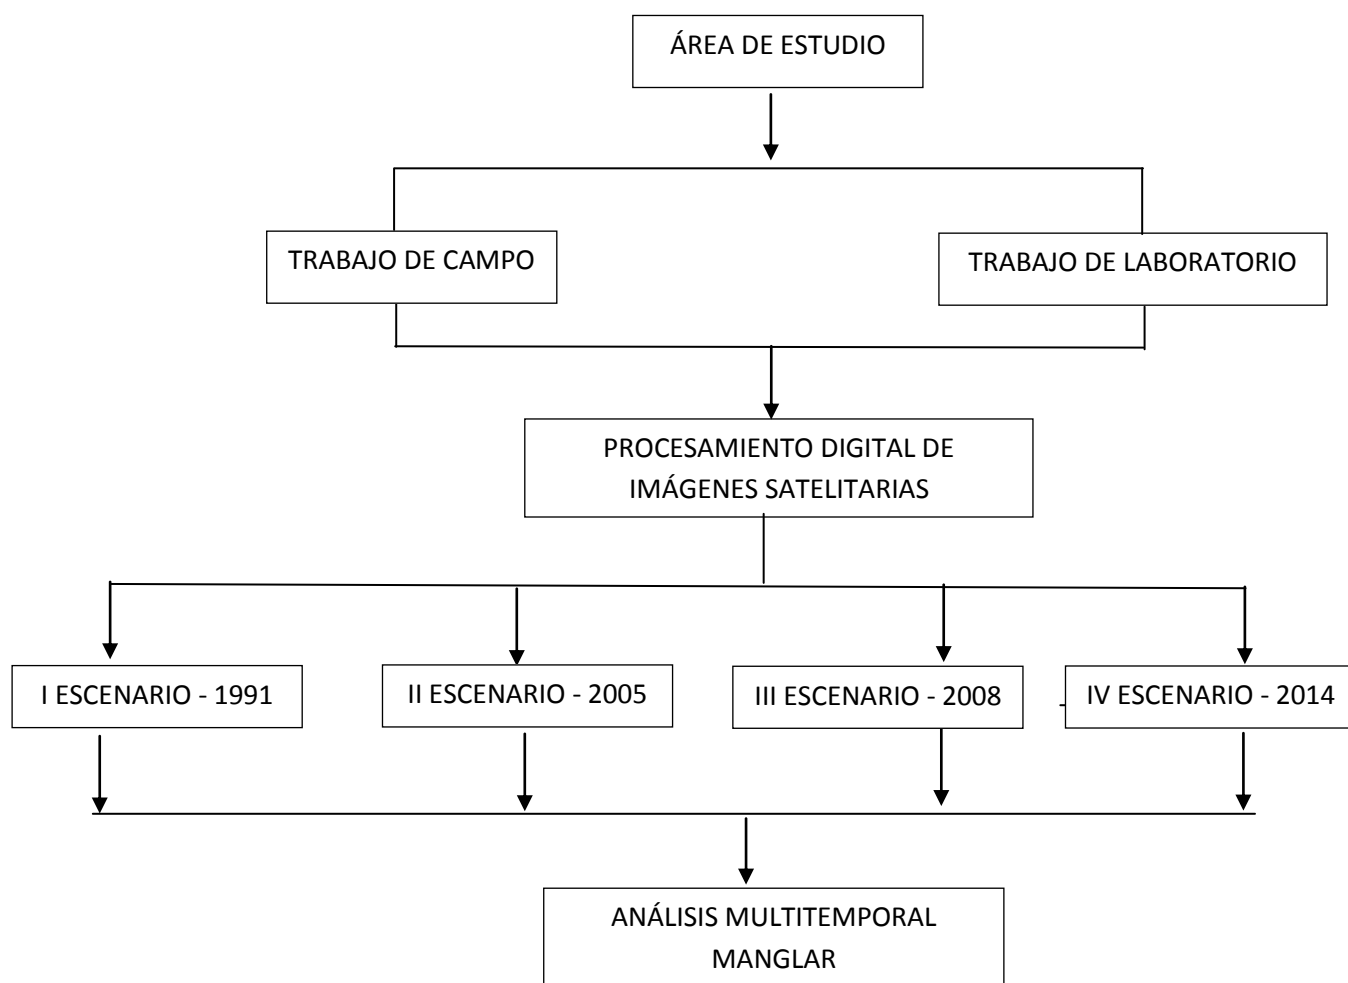 ÁREA DE ESTUDIO
TRABAJO DE CAMPO
TRABAJO DE LABORATORIO
PROCESAMIENTO DIGITAL DE
IMÁGENES SATELITARIAS
I ESCENARIO - 1991
II ESCENARIO - 2005
III ESCENARIO - 2008
IV ESCENARIO - 2014
ANÁLISIS MULTITEMPORAL
MANGLAR